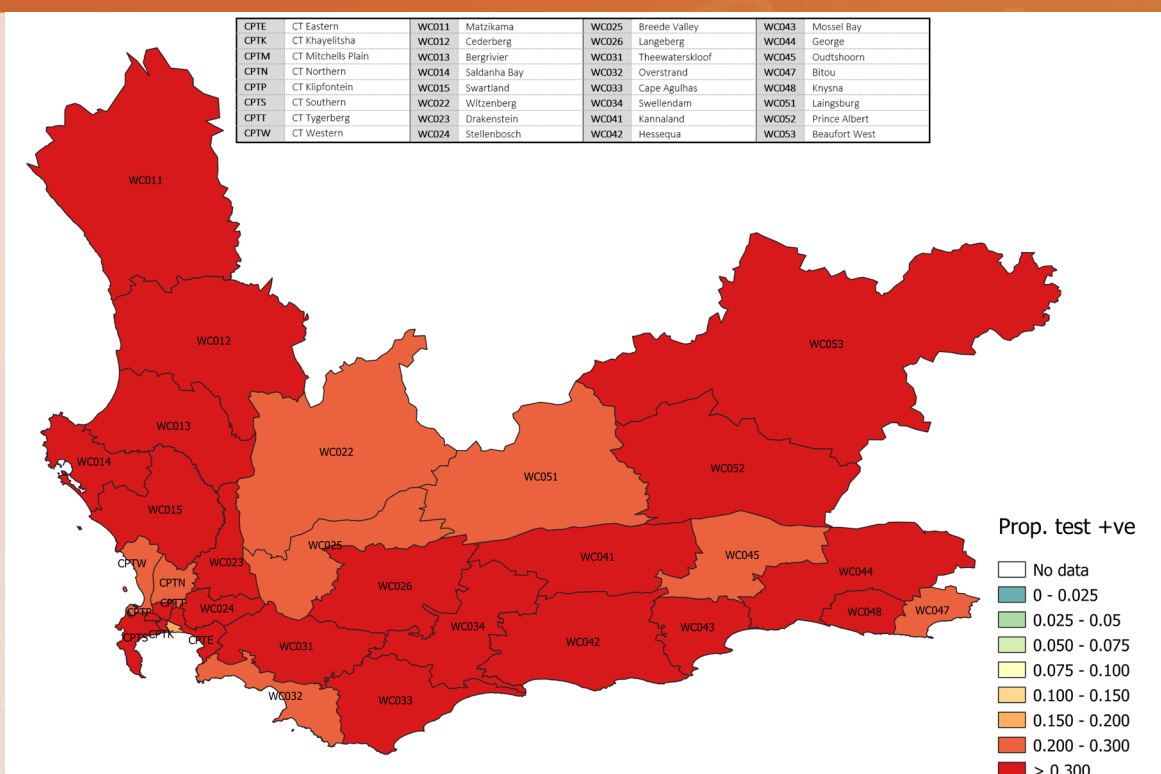 CPTE CT Eastern WC011 Matzikama WC025 Breede Valley WC043 Mossel Bay
CPTK CT Khayelitsha WC012 Cederberg WC026 Langeberg WC044 George
CPTM CT Mitchells Plain WC013 Bergrivier WC031 Theewaterskloof WC045 Oudtshoorn
CPTN CT Northern WC014 Saldanha Bay WC032 Overstrand WC047 Bitou
CPTP CT Klipfontein WC015 Swartland WC033 Cape Agulhas WC048 Knysna
CPTS CT Southern WC022 Witzenberg WC034 Swellendam WC051 Laingsburg
CPTT CT Tygerberg WC023 Drakenstein WC041 Kannaland WC052 Prince Albert
CPTW CT Western WC024 Stellenbosch WC042 Hessequa WC053 Beaufort West
WC011
WC012
WC053
WC013
WC022
WC014
WC052
WC051
WC015
WC025
WC041
WC045
CPTW
WC023
WC044
CPTN
WC026
CPTT
CPTP
WC024
WC048
WC047
WC034
WC043
CPTS
CPTK
CPTE
WC031
WC042
WC032
WC033
Prop. test +ve
No data
0 - 0.025
0.025 - 0.05
0.050 - 0.075
0.075 - 0.100
0.100 - 0.150
0.150 - 0.200
0.200 - 0.300
> 0.300